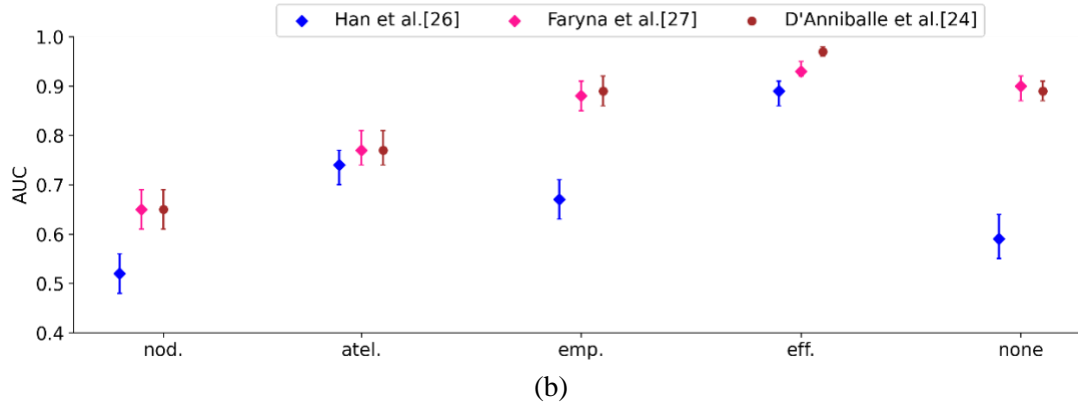 Han et al.[26] Faryna et al.[27] D'Anniballe et al.[24]
1.0
0.9
0.8
0.7
0.6
0.5
0.4
AUC
nod. atel. emp. eff. none
(b)